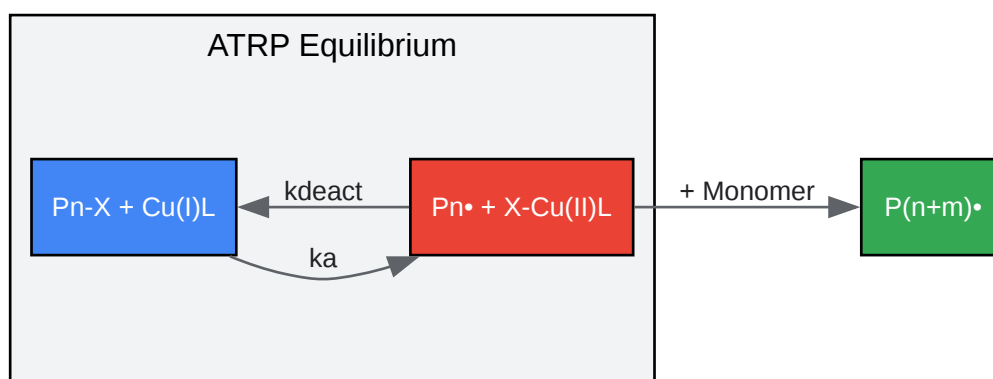 ATRP Equilibrium
Pn-X + Cu(I)L
kdeact
ka
Pn• + X-Cu(II)L
+ Monomer
P(n+m)•